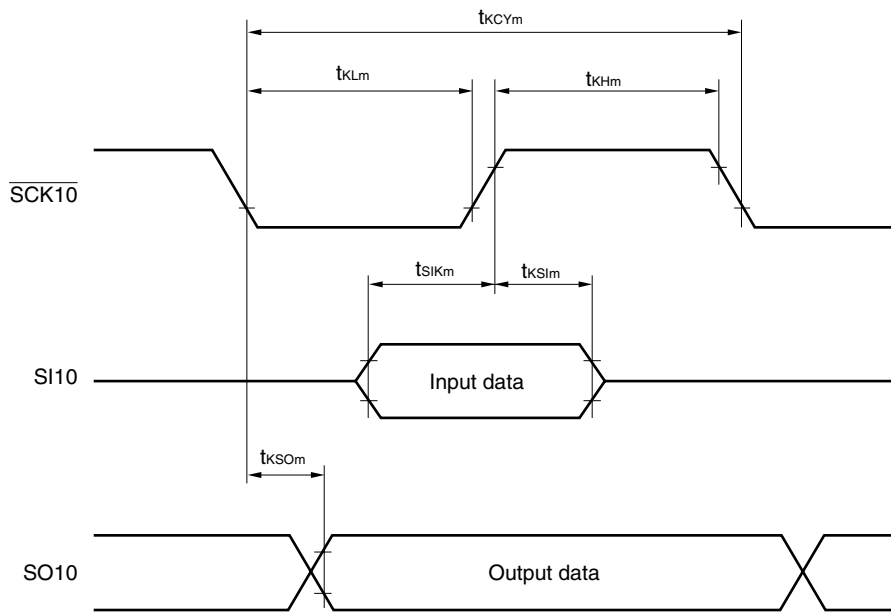 tKCYm
tKLm
tKHm
SCK10
tSIKm
tKSIm
SI10
Input data
tKSOm
SO10
Output data